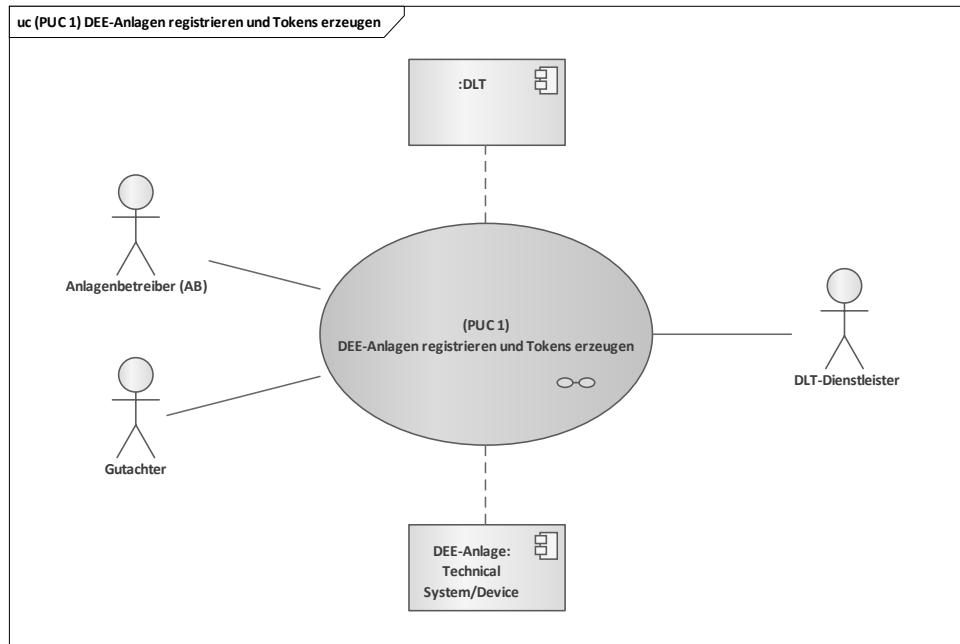 uc (PUC 1) DEE-Anlagen registrieren und Tokens erzeugen
:DLT
Anlagenbetreiber (AB)
(PUC 1)
DEE-Anlagen registrieren und Tokens erzeugen
DLT-Dienstleister
Gutachter
DEE-Anlage:
Technical
System/Device